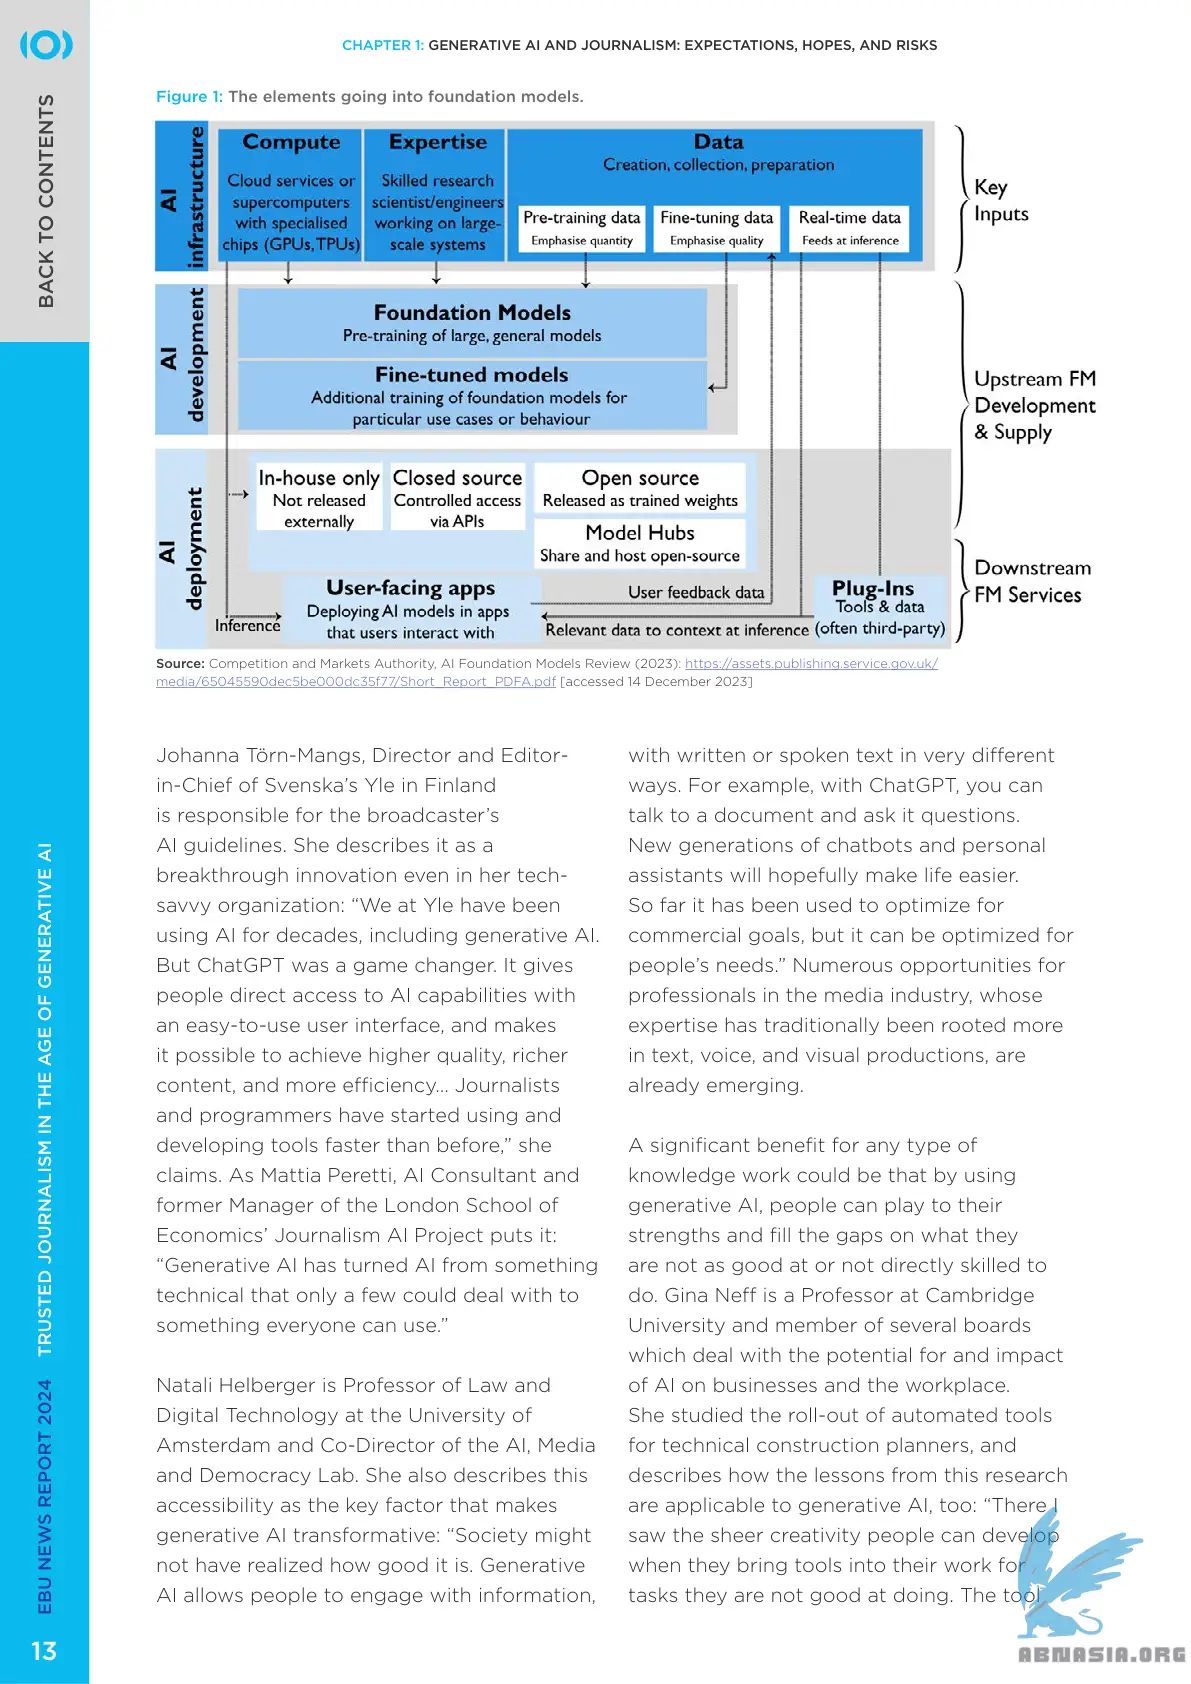 CHAPTER 1: GENERATIVE AI AND JOURNALISM: EXPECTATIONS, HOPES, AND RISKS
BACK TO CONTENTS
Figure 1: The elements going into foundation models.
AI infrastructure
Compute
Cloud services or
supercomputers
with specialised
chips (GPUs,TPUs)
Expertise
Skilled research
scientist/engineers
working on large-
scale systems
Data
Creation, collection, preparation
Pre-training data
Emphasise quantity
Fine-tuning data
Emphasise quality
Real-time data
Feeds at inference
Key
Inputs
AI development
Foundation Models
Pre-training of large, general models
Fine-tuned models
Additional training of foundation models for
particular use cases or behaviour
Upstream FM
Development
& Supply
AI deployment
In-house only
Not released
externally
Closed source
Controlled access
via APIs
Open source
Released as trained weights
Model Hubs
Share and host open-source
User-facing apps
Deploying AI models in apps
that users interact with
Inference
User feedback data
Relevant data to context at inference
Plug-Ins
Tools & data
(often third-party)
Downstream
FM Services
Source: Competition and Markets Authority, AI Foundation Models Review (2023): https://assets.publishing.service.gov.uk/
media/65045590dec5be000dc35f77/Short_Report_PDFA.pdf [accessed 14 December 2023]
Johanna Törn-Mangs, Director and Editor-
in-Chief of Svenska’s Yle in Finland
is responsible for the broadcaster’s
AI guidelines. She describes it as a
breakthrough innovation even in her tech-
savvy organization: “We at Yle have been
using AI for decades, including generative AI.
But ChatGPT was a game changer. It gives
people direct access to AI capabilities with
an easy-to-use user interface, and makes
it possible to achieve higher quality, richer
content, and more efficiency... Journalists
and programmers have started using and
developing tools faster than before,” she
claims. As Mattia Peretti, AI Consultant and
former Manager of the London School of
Economics’ Journalism AI Project puts it:
“Generative AI has turned AI from something
technical that only a few could deal with to
something everyone can use.”
Natali Helberger is Professor of Law and
Digital Technology at the University of
Amsterdam and Co-Director of the AI, Media
and Democracy Lab. She also describes this
accessibility as the key factor that makes
generative AI transformative: “Society might
not have realized how good it is. Generative
AI allows people to engage with information,
with written or spoken text in very different
ways. For example, with ChatGPT, you can
talk to a document and ask it questions.
New generations of chatbots and personal
assistants will hopefully make life easier.
So far it has been used to optimize for
commercial goals, but it can be optimized for
people’s needs.” Numerous opportunities for
professionals in the media industry, whose
expertise has traditionally been rooted more
in text, voice, and visual productions, are
already emerging.
A significant benefit for any type of
knowledge work could be that by using
generative AI, people can play to their
strengths and fill the gaps on what they
are not as good at or not directly skilled to
do. Gina Neff is a Professor at Cambridge
University and member of several boards
which deal with the potential for and impact
of AI on businesses and the workplace.
She studied the roll-out of automated tools
for technical construction planners, and
describes how the lessons from this research
are applicable to generative AI, too: “There I
saw the sheer creativity people can develop
when they bring tools into their work for
tasks they are not good at doing. The tool
EBU NEWS REPORT 2024 TRUSTED JOURNALISM IN THE AGE OF GENERATIVE AI
13
ABNASIA.ORG